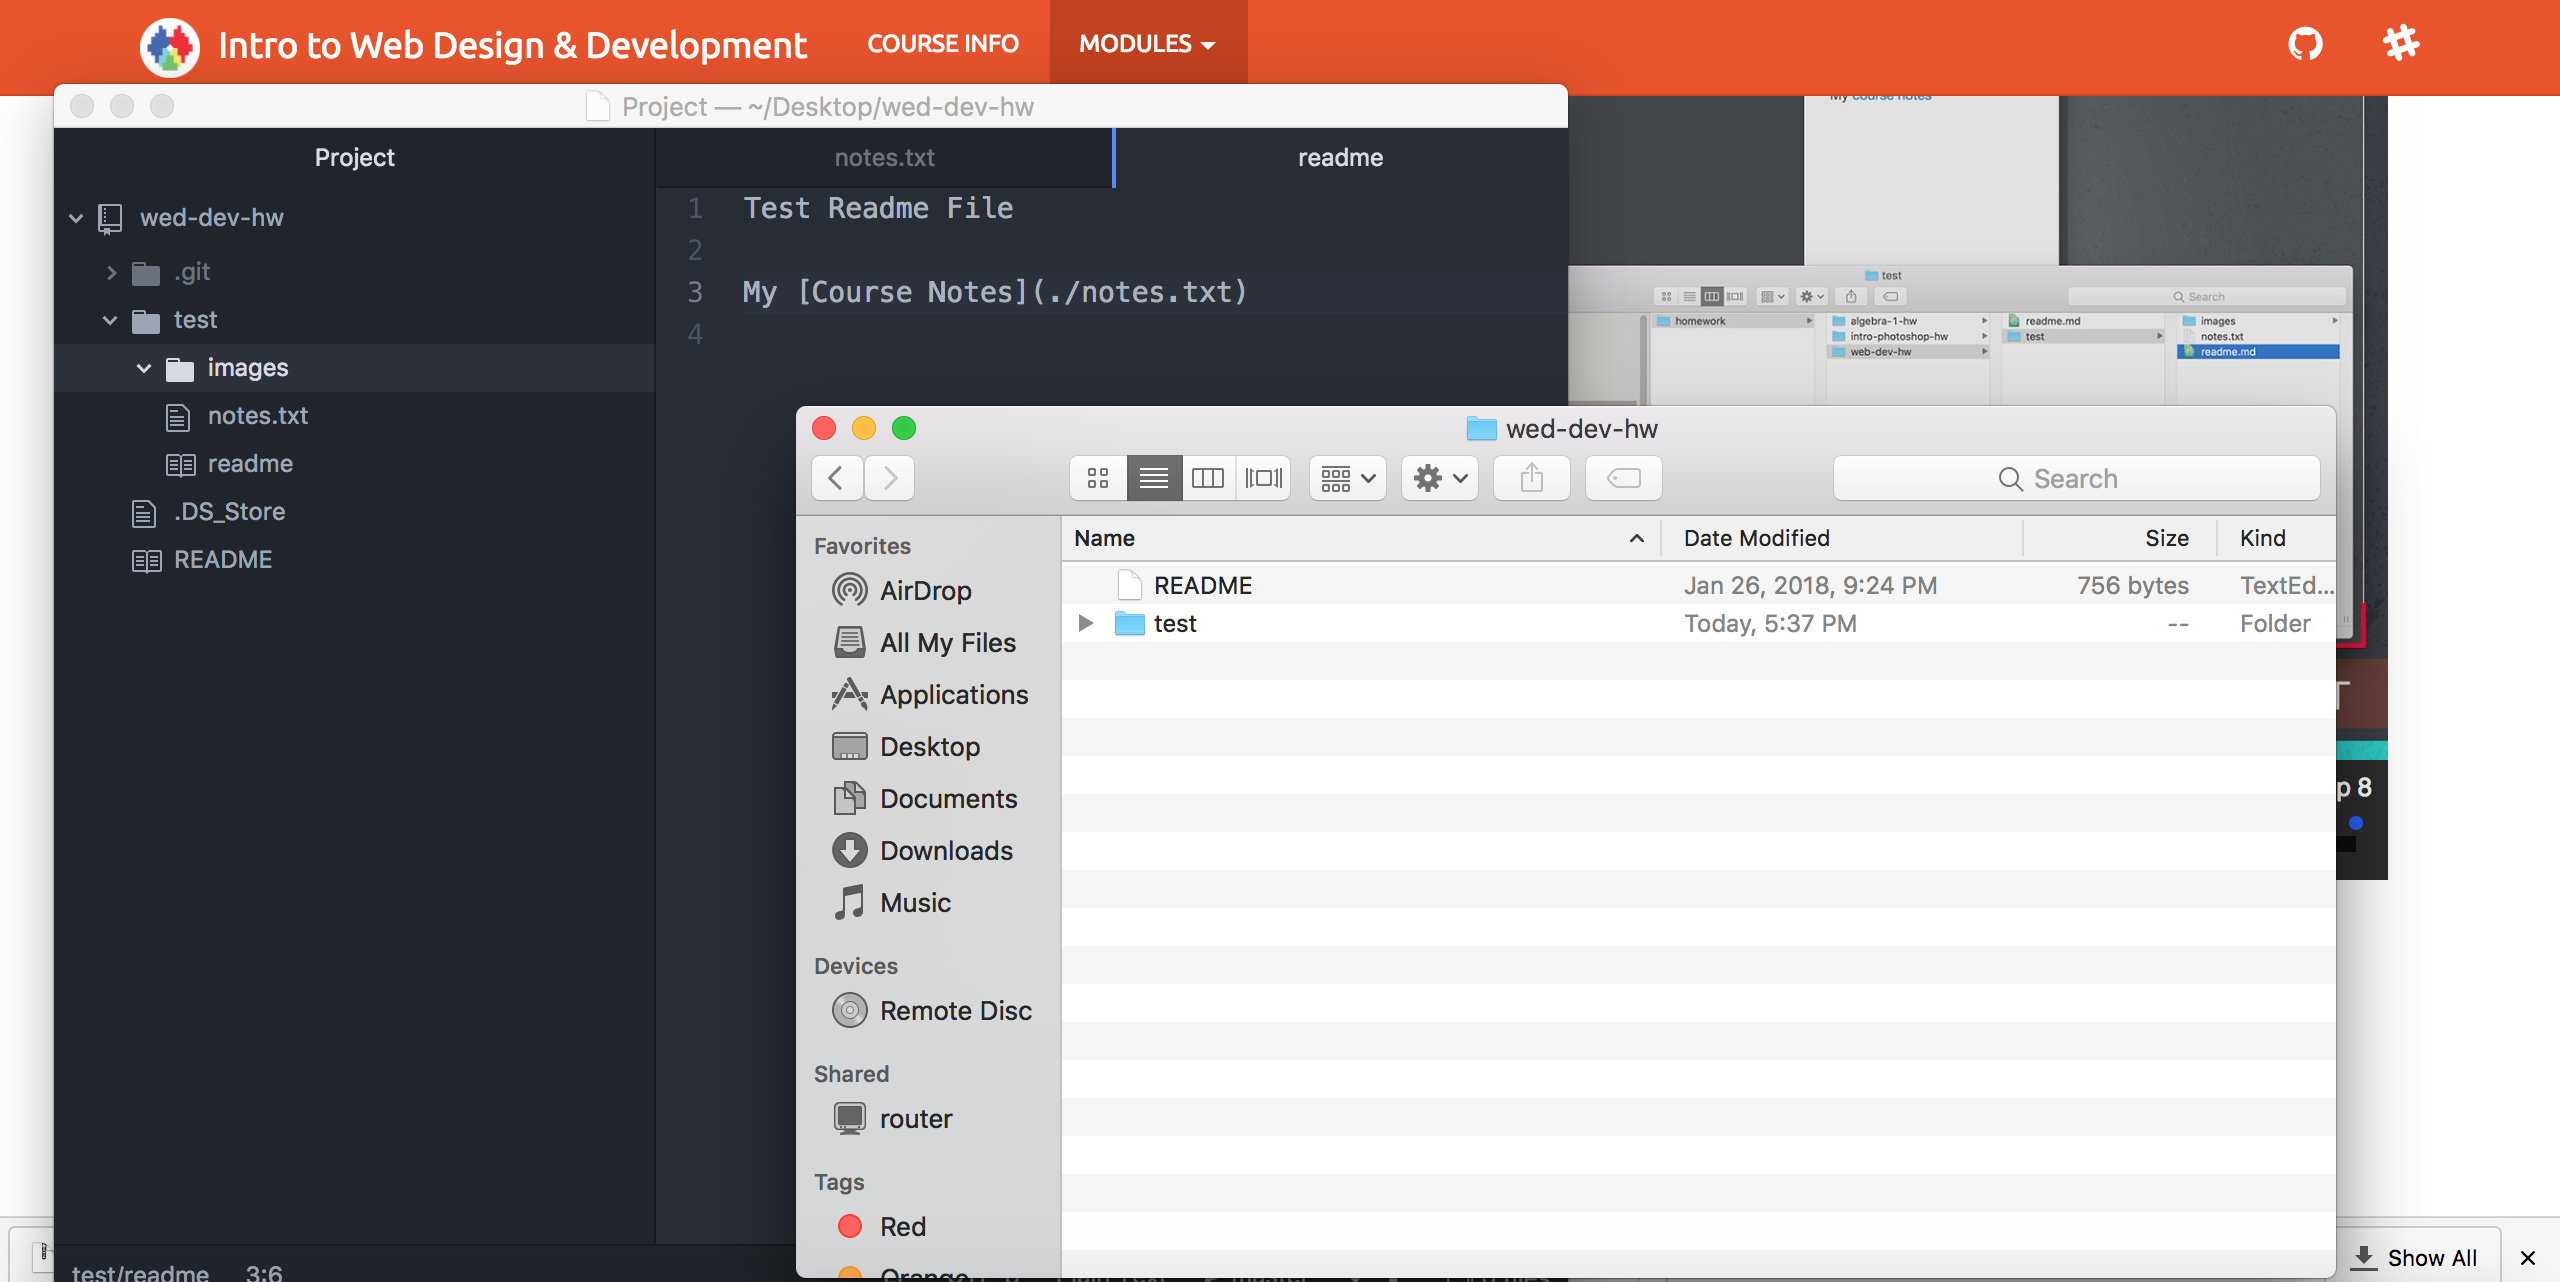 Intro to Web Design & Development
COURSE INFO
MODULES
Project — ~/Desktop/wed-dev-hw
My course notes
Project
notes.txt
readme
wed-dev-hw
.git
test
images
notes.txt
readme
.DS_Store
README
1 Test Readme File
2
3 My [Course Notes](./notes.txt)
4
test
Search
homework
algebra-1-hw
intro-photoshop-hw
web-dev-hw
readme.md
test
images
notes.txt
readme.md
wed-dev-hw
Search
Name
Date Modified
Size
Kind
README Jan 26, 2018, 9:24 PM 756 bytes TextEd...
test Today, 5:37 PM -- Folder
Favorites
AirDrop
All My Files
Applications
Desktop
Documents
Downloads
Music
Devices
Remote Disc
Shared
router
Tags
Red
Orange
T
p 8
test/readme 3:6
Show All